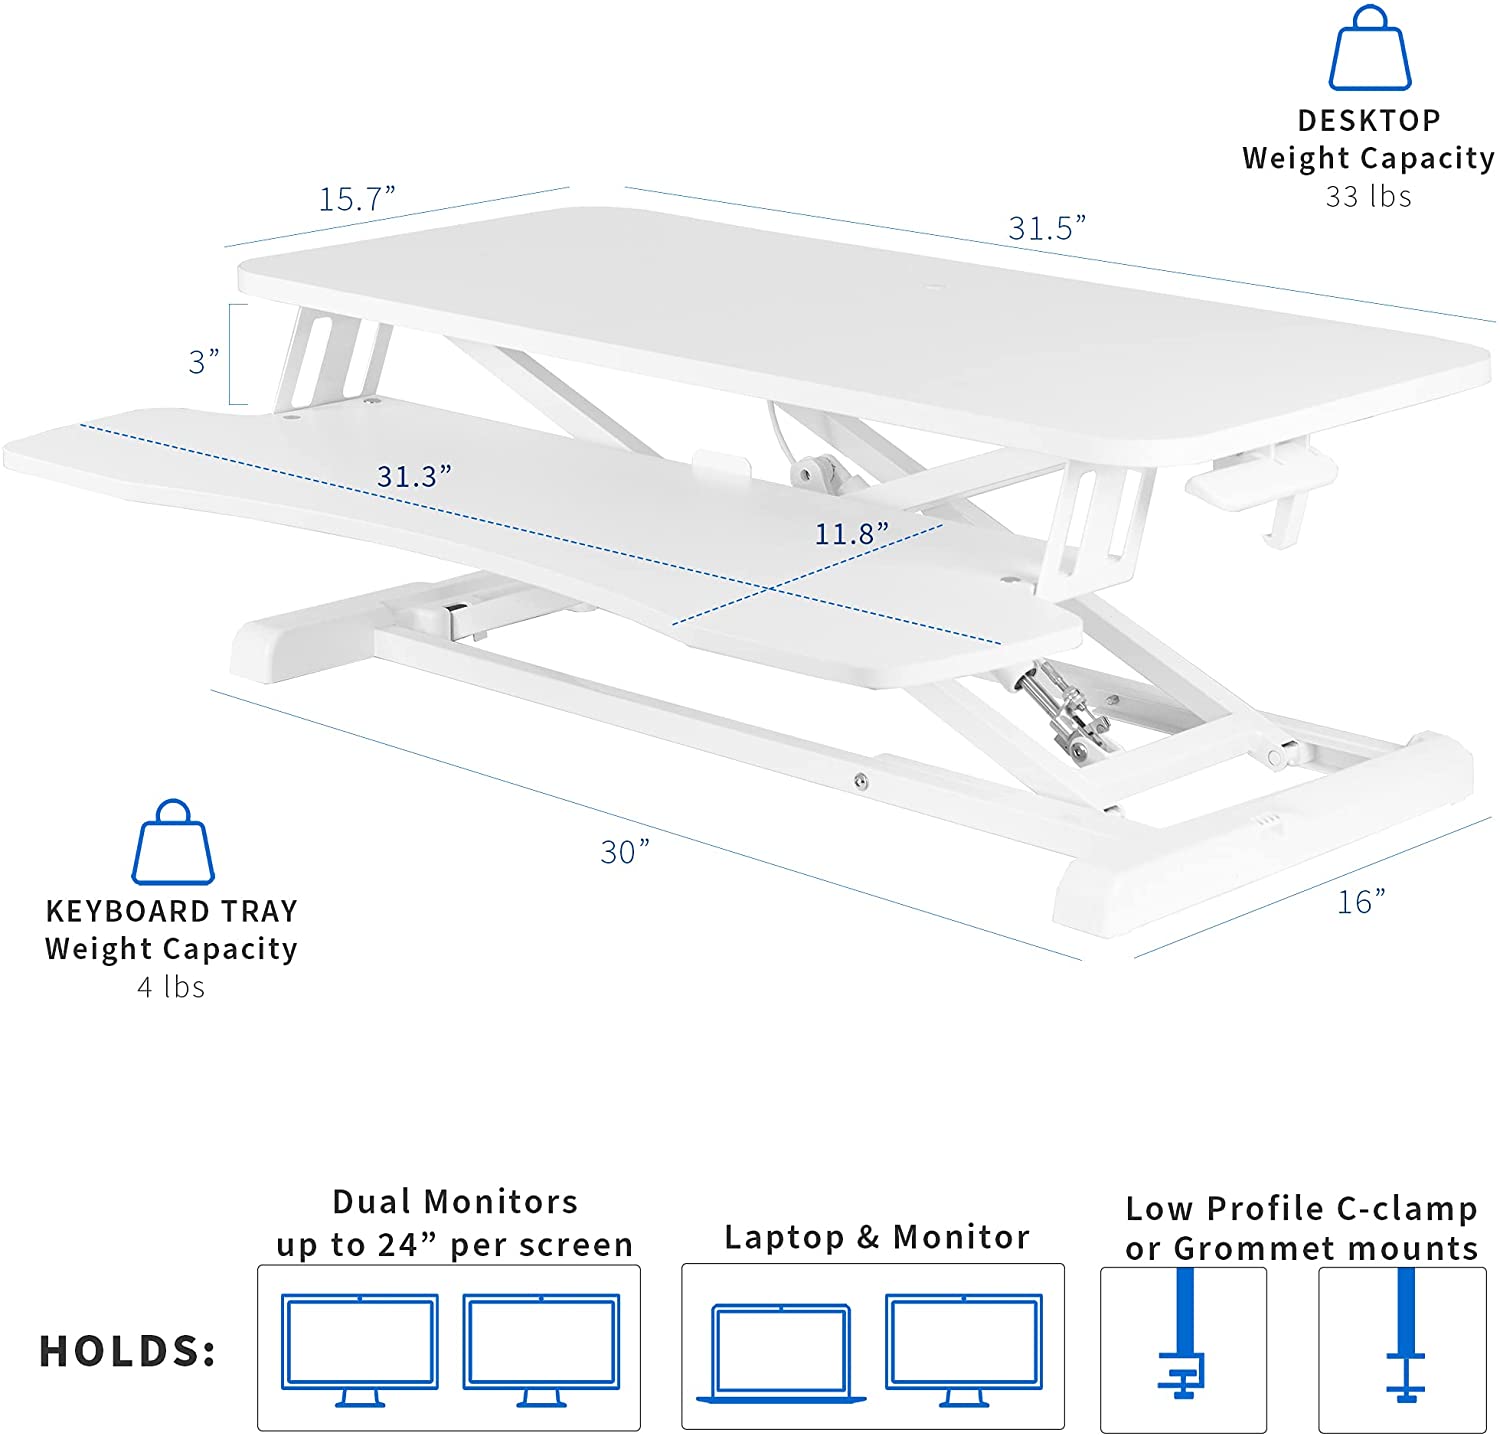 DESKTOP
Weight Capacity
33 lbs
15.7”
31.5”
3”
31.3”
11.8”
30”
16”
KEYBOARD TRAY
Weight Capacity
4 lbs
HOLDS:
Dual Monitors
up to 24” per screen
Laptop & Monitor
Low Profile C-clamp
or Grommet mounts